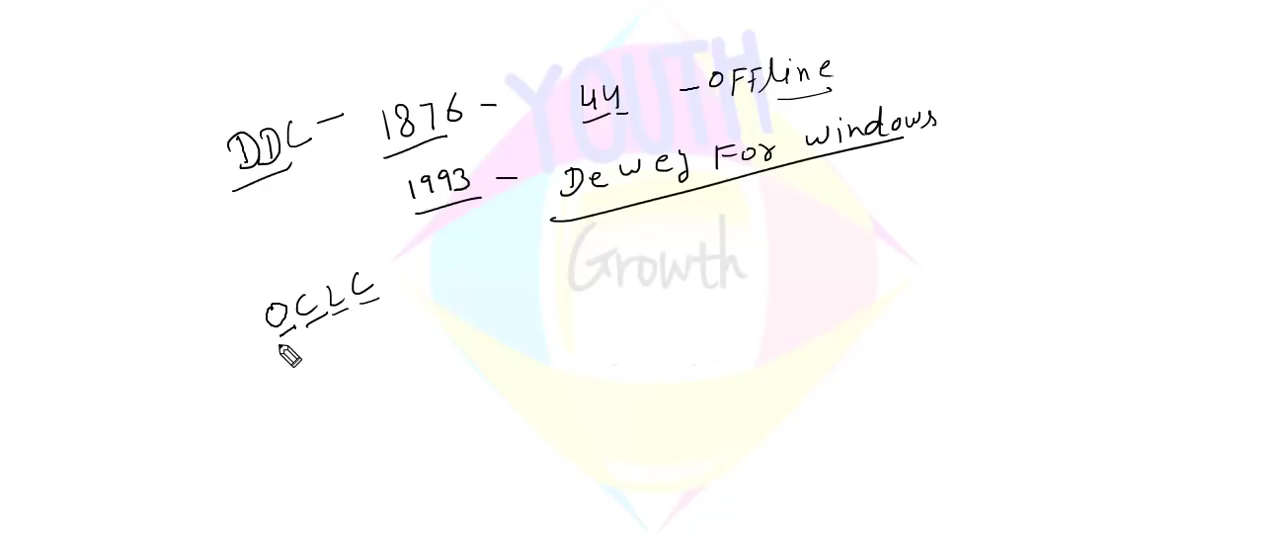 DDC - 1876 - 44 - OFFline
1993 - Dewey For windows
OCLC
YOUTH
Growth